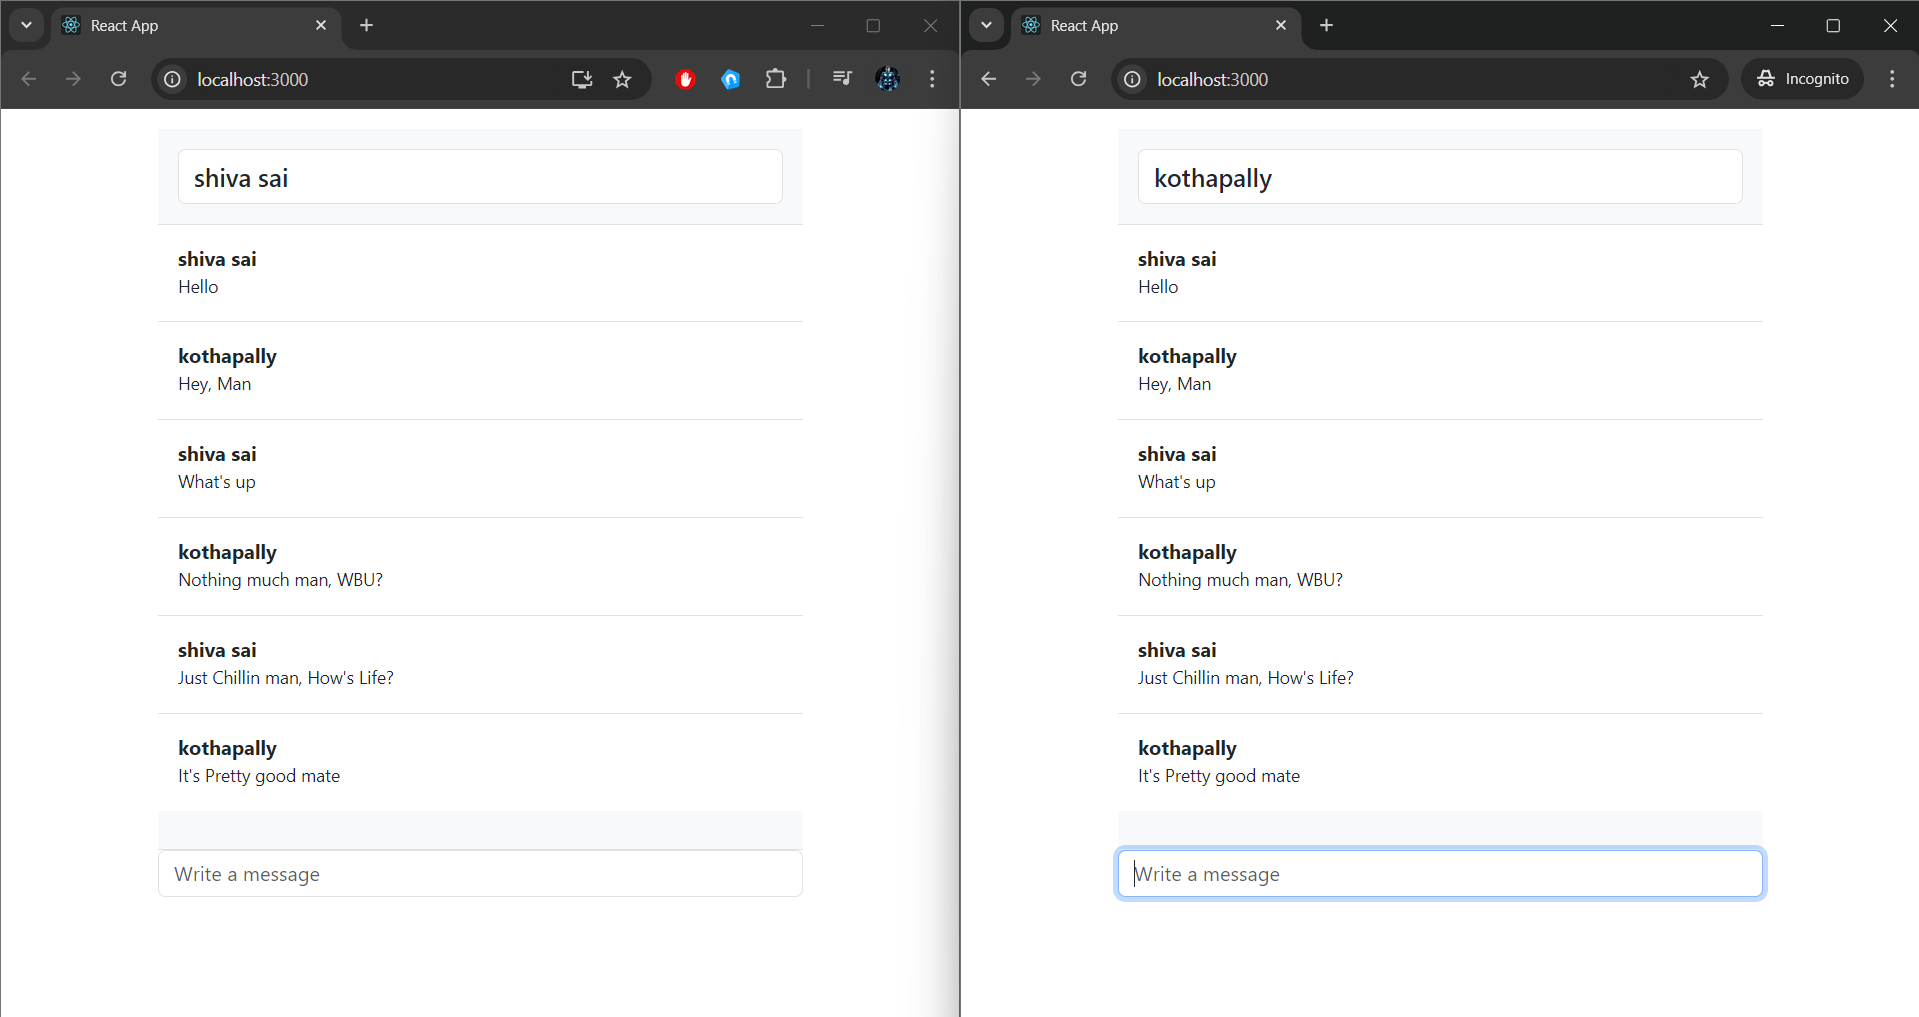 React App
localhost:3000
shiva sai
shiva sai
Hello
kothapally
Hey, Man
shiva sai
What's up
kothapally
Nothing much man, WBU?
shiva sai
Just Chillin man, How's Life?
kothapally
It's Pretty good mate
Write a message
React App
localhost:3000
Incognito
kothapally
shiva sai
Hello
kothapally
Hey, Man
shiva sai
What's up
kothapally
Nothing much man, WBU?
shiva sai
Just Chillin man, How's Life?
kothapally
It's Pretty good mate
Write a message